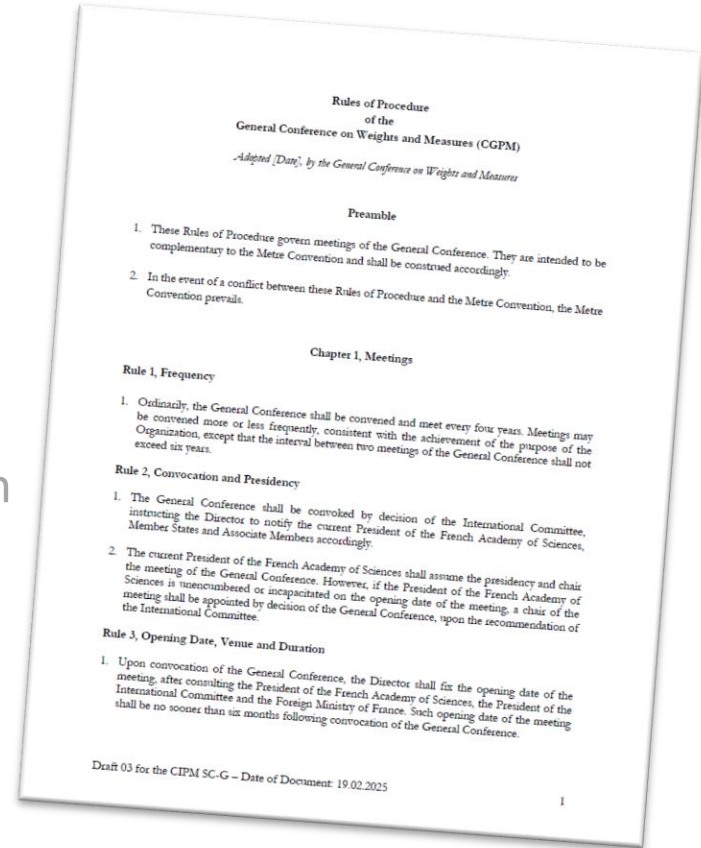 Rules of Procedure
of the
General Conference on Weights and Measures (CGPM)
Adopted [Date], by the General Conference on Weights and Measures
Preamble
1. These Rules of Procedure govern meetings of the General Conference. They are intended to be
complementary to the Metre Convention and shall be construed accordingly.
2. In the event of a conflict between these Rules of Procedure and the Metre Convention, the Metre
Convention prevails.
Chapter 1, Meetings
Rule 1, Frequency
1. Ordinarily, the General Conference shall be convened and meet every four years. Meetings may
be convened more or less frequently, consistent with the achievement of the purpose of the
Organization, except that the interval between two meetings of the General Conference shall not
exceed six years.
Rule 2, Convocation and Presidency
1. The General Conference shall be convoked by decision of the International Committee,
instructing the Director to notify the current President of the French Academy of Sciences,
Member States and Associate Members accordingly.
2. The current President of the French Academy of Sciences shall assume the presidency and chair
the meeting of the General Conference. However, if the President of the French Academy of
Sciences is unencumbered or incapacitated on the opening date of the meeting, a chair of the
meeting shall be appointed by decision of the General Conference, upon the recommendation of
the International Committee.
Rule 3, Opening Date, Venue and Duration
1. Upon convocation of the General Conference, the Director shall fix the opening date of the
meeting, after consulting the President of the French Academy of Sciences, the President of the
International Committee and the Foreign Ministry of France. Such opening date of the meeting
shall be no sooner than six months following convocation of the General Conference.
Draft 03 for the CIPM SC-G – Date of Document: 19.02.2025
1
n